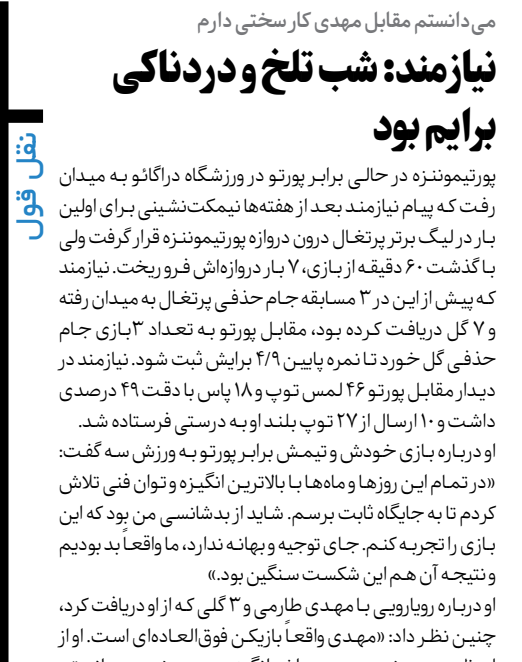 می‌دانستم مقابل مهدی کار سختی دارم
نیازمند: شب تلخ و دردناکی
برایم بود
نقل قول
پورتیموننزه در حالی برابر پورتو در ورزشگاه دراگائو به میدان
رفت که پیام نیازمند بعد از هفته‌ها نیمکت‌نشینی برای اولین
بار در لیگ برتر پرتغال درون دروازه پورتیموننزه قرار گرفت ولی
با گذشت ۶۰ دقیقه از بازی، ۷ بار دروازه‌اش فرو ریخت. نیازمند
که پیش از این در ۳ مسابقه جام حذفی پرتغال به میدان رفته
و ۷ گل دریافت کرده بود، مقابل پورتو به تعداد ۳بازی جام
حذفی گل خورد تا نمره پایین ۴/۹ برایش ثبت شود. نیازمند در
دیدار مقابل پورتو ۴۶ لمس توپ و ۱۸ پاس با دقت ۴۹ درصدی
داشت و ۱۰ ارسال از ۲۷ توپ بلند او به درستی فرستاده شد.
او درباره بازی خودش و تیمش برابر پورتو به ورزش سه گفت:
«در تمام این روزها و ماه‌ها با بالاترین انگیزه و توان فنی تلاش
کردم تا به جایگاه ثابت برسم. شاید از بدشانسی من بود که این
بازی را تجربه کنم. جای توجیه و بهانه ندارد، ما واقعاً بد بودیم
و نتیجه آن هم این شکست سنگین بود.»
او درباره رویارویی با مهدی طارمی و ۳ گلی که از او دریافت کرد،
چنین نظر داد: «مهدی واقعاً بازیکن فوق‌العاده‌ای است. او از